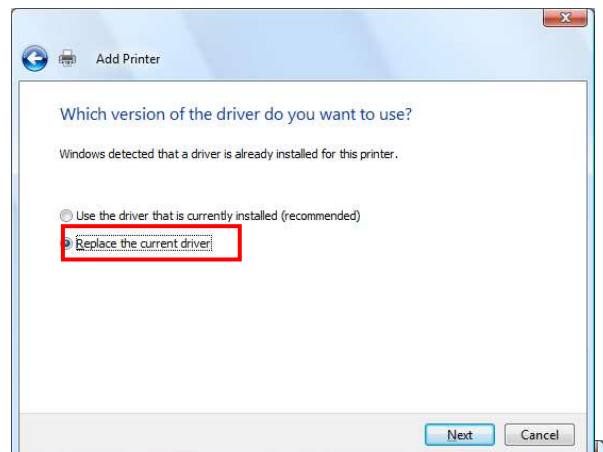 Add Printer
Which version of the driver do you want to use?
Windows detected that a driver is already installed for this printer.
Use the driver that is currently installed (recommended)
Replace the current driver
Next Cancel